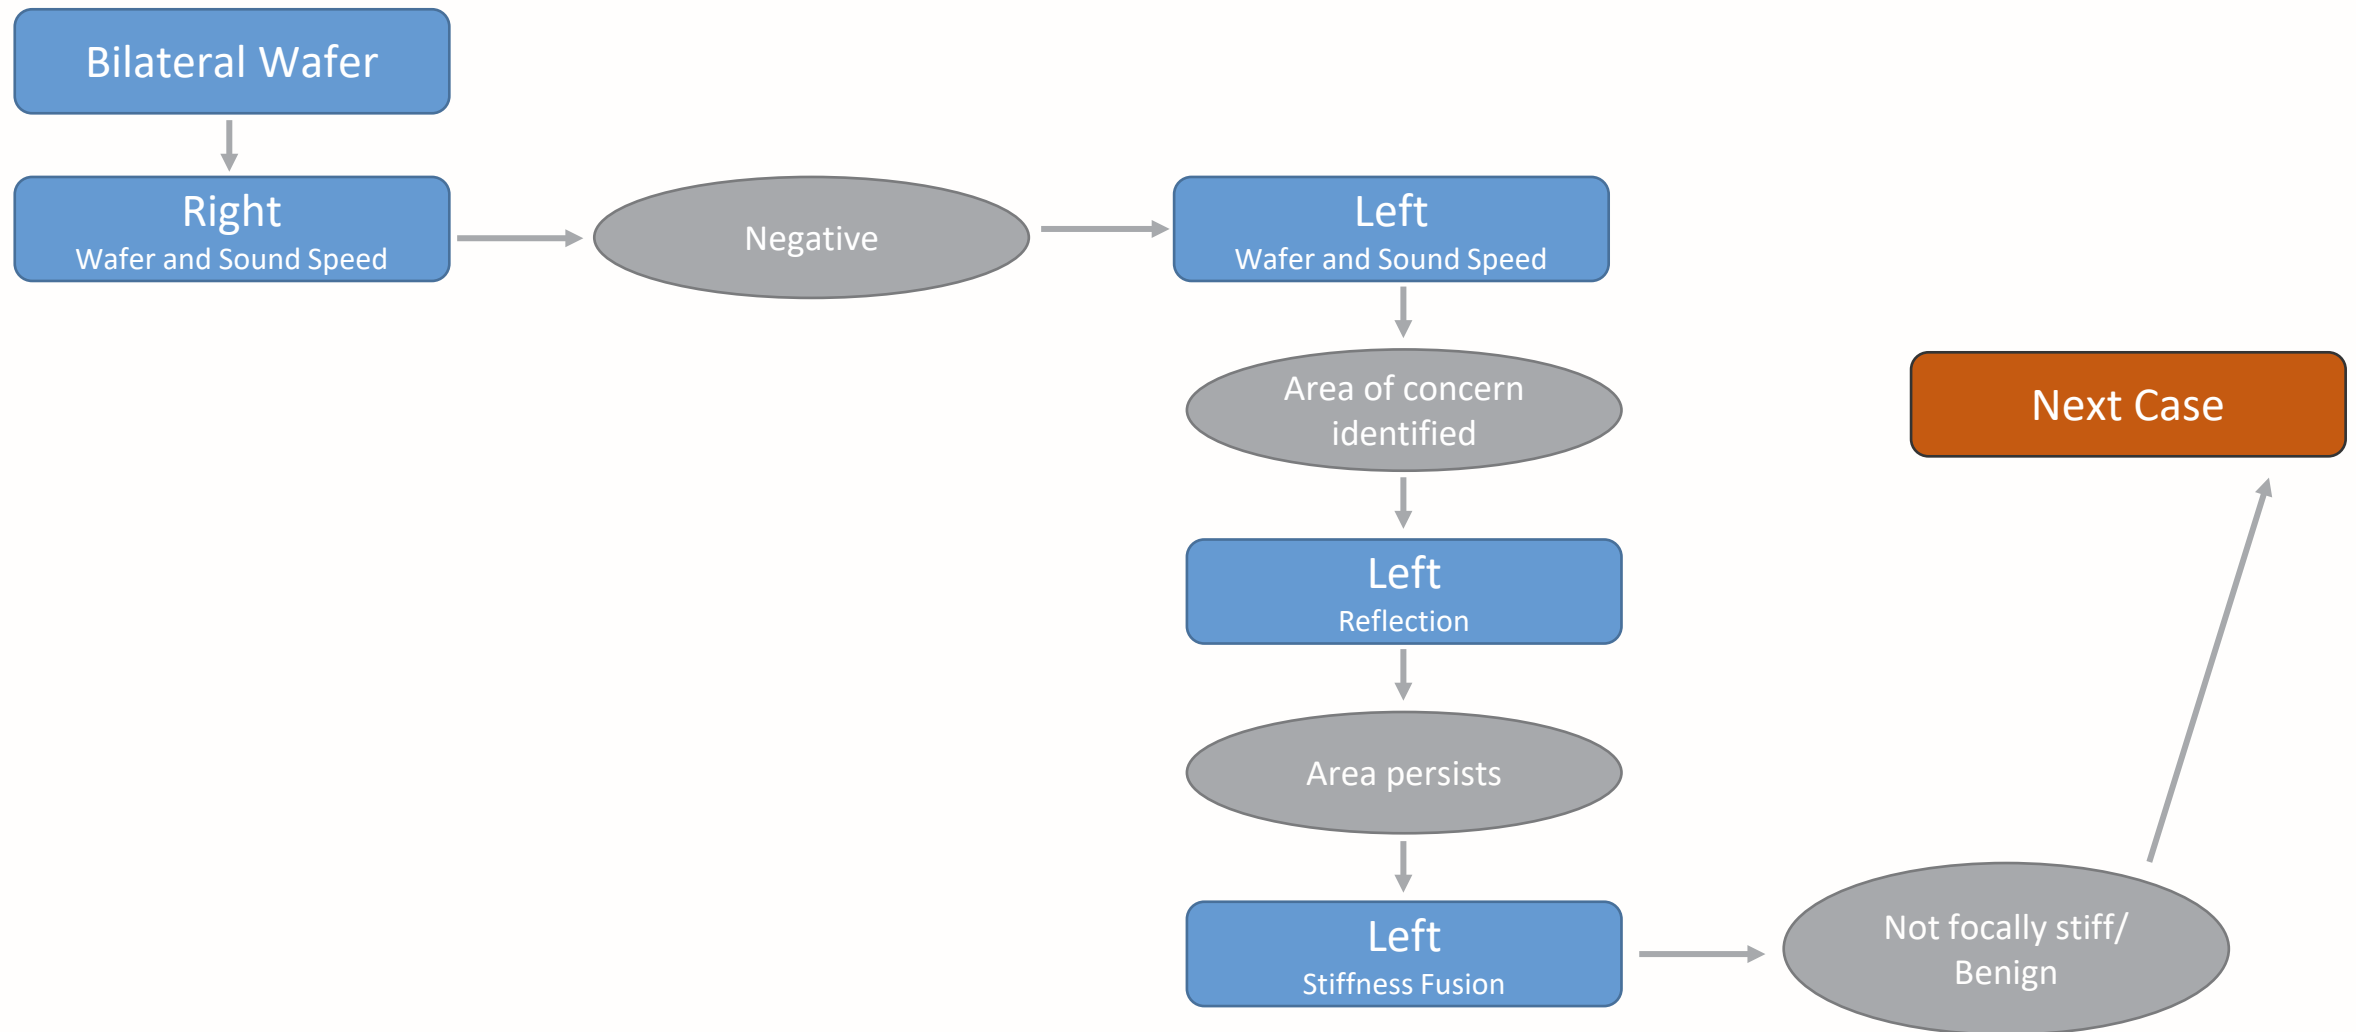 Bilateral Wafer
Right
Wafer and Sound Speed
Negative
Left
Wafer and Sound Speed
Area of concern
identified
Left
Reflection
Area persists
Left
Stiffness Fusion
Not focally stiff/
Benign
Next Case